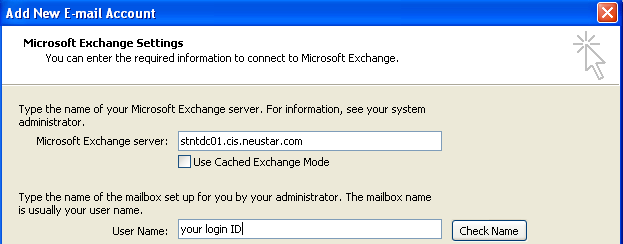 Add New E-mail Account
Microsoft Exchange Settings
You can enter the required information to connect to Microsoft Exchange.
Type the name of your Microsoft Exchange server. For information, see your system
administrator.
Microsoft Exchange server: stntdc01.cis.neustar.com
Use Cached Exchange Mode
Type the name of the mailbox set up for you by your administrator. The mailbox name
is usually your user name.
User Name: your login ID Check Name